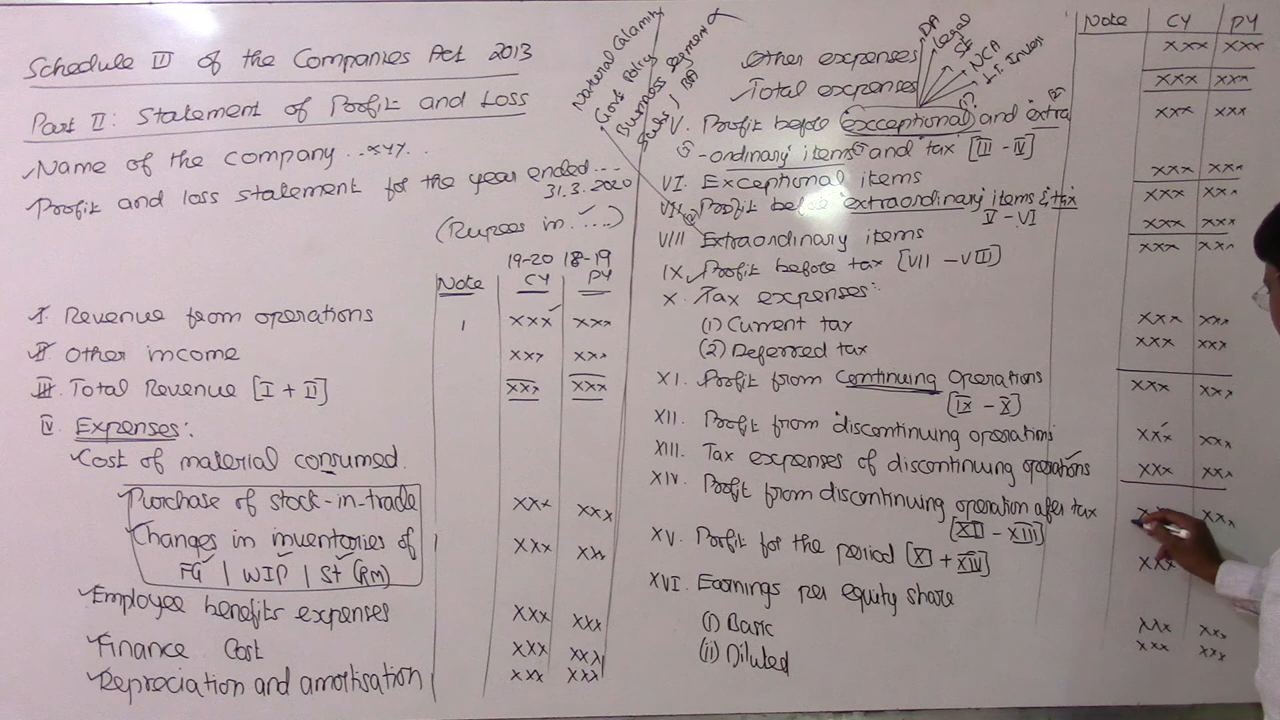 Schedule III of the Companies Act 2013
Part II: Statement of Profit and Loss
Name of the company ..xyz..
Profit and loss statement for the year ended...
31.3.2020
(Rupees in ....)
19-20 18-19
Note CY PY
I. Revenue from operations 1 xxx xxx
II. Other income xxx xxx
III. Total Revenue [I + II] xxx xxx
IV Expenses:
Cost of material consumed.
Purchase of stock-in-trade xxx xxx
Changes in inventories of xxx xxx
FG | WIP | St (RM)
Employee benefits expenses xxx xxx
Finance Cost xxx xxx
Depreciation and amortisation xxx xxx
Natural Calamity
Govt Policy
Business Segment
Sales / BA
Note CY PY
Other expenses xxx xxx
DA
legal
NCA
L.T. Inves
Total expenses xxx xxx
V. Profit before exceptional and extra xxx xxx
-ordinary items and tax [III - IV]
VI. Exceptional items xxx xxx
VII. Profit before extraordinary items & tax xxx xxx
V - VI
VIII Extraordinary items xxx xxx
IX. Profit before tax [VII - VIII] xxx xxx
X. Tax expenses:
(1) Current tax xxx xxx
(2) Deferred tax xxx xxx
XI. Profit from continuing operations xxx xxx
[IX - X]
XII. Profit from discontinuing operations xxx xxx
XIII. Tax expenses of discontinuing operations xxx xxx
XIV. Profit from discontinuing operation after tax xxx
[XII - XIII]
XV. Profit for the period [XI + XIV] xxx
XVI. Earnings per equity share
(i) Basic xxx xxx
(ii) Diluted xxx xxx